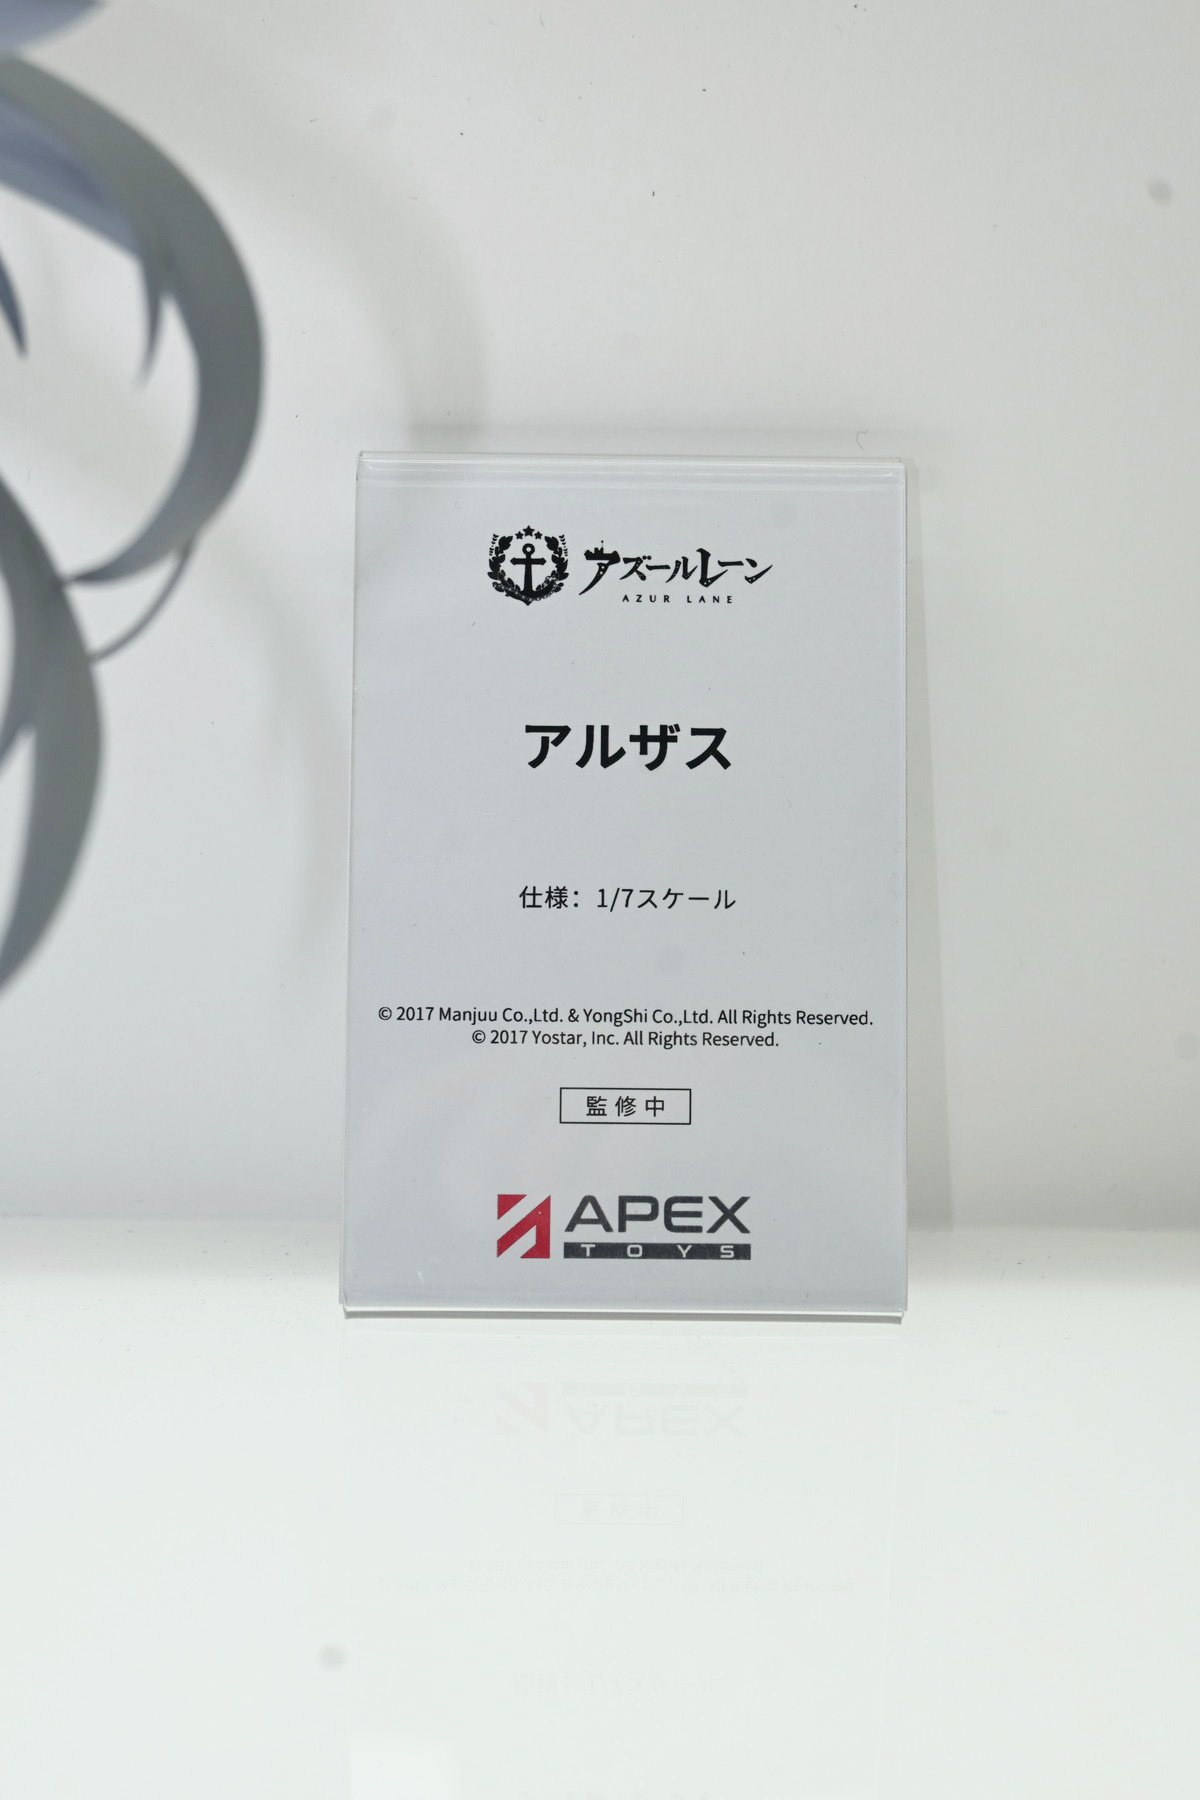 アズールレーン
AZUR LANE
アルザス
仕様：1/7スケール
© 2017 Manjuu Co.,Ltd. & YongShi Co.,Ltd. All Rights Reserved.
© 2017 Yostar, Inc. All Rights Reserved.
監修中
APEX
TOYS